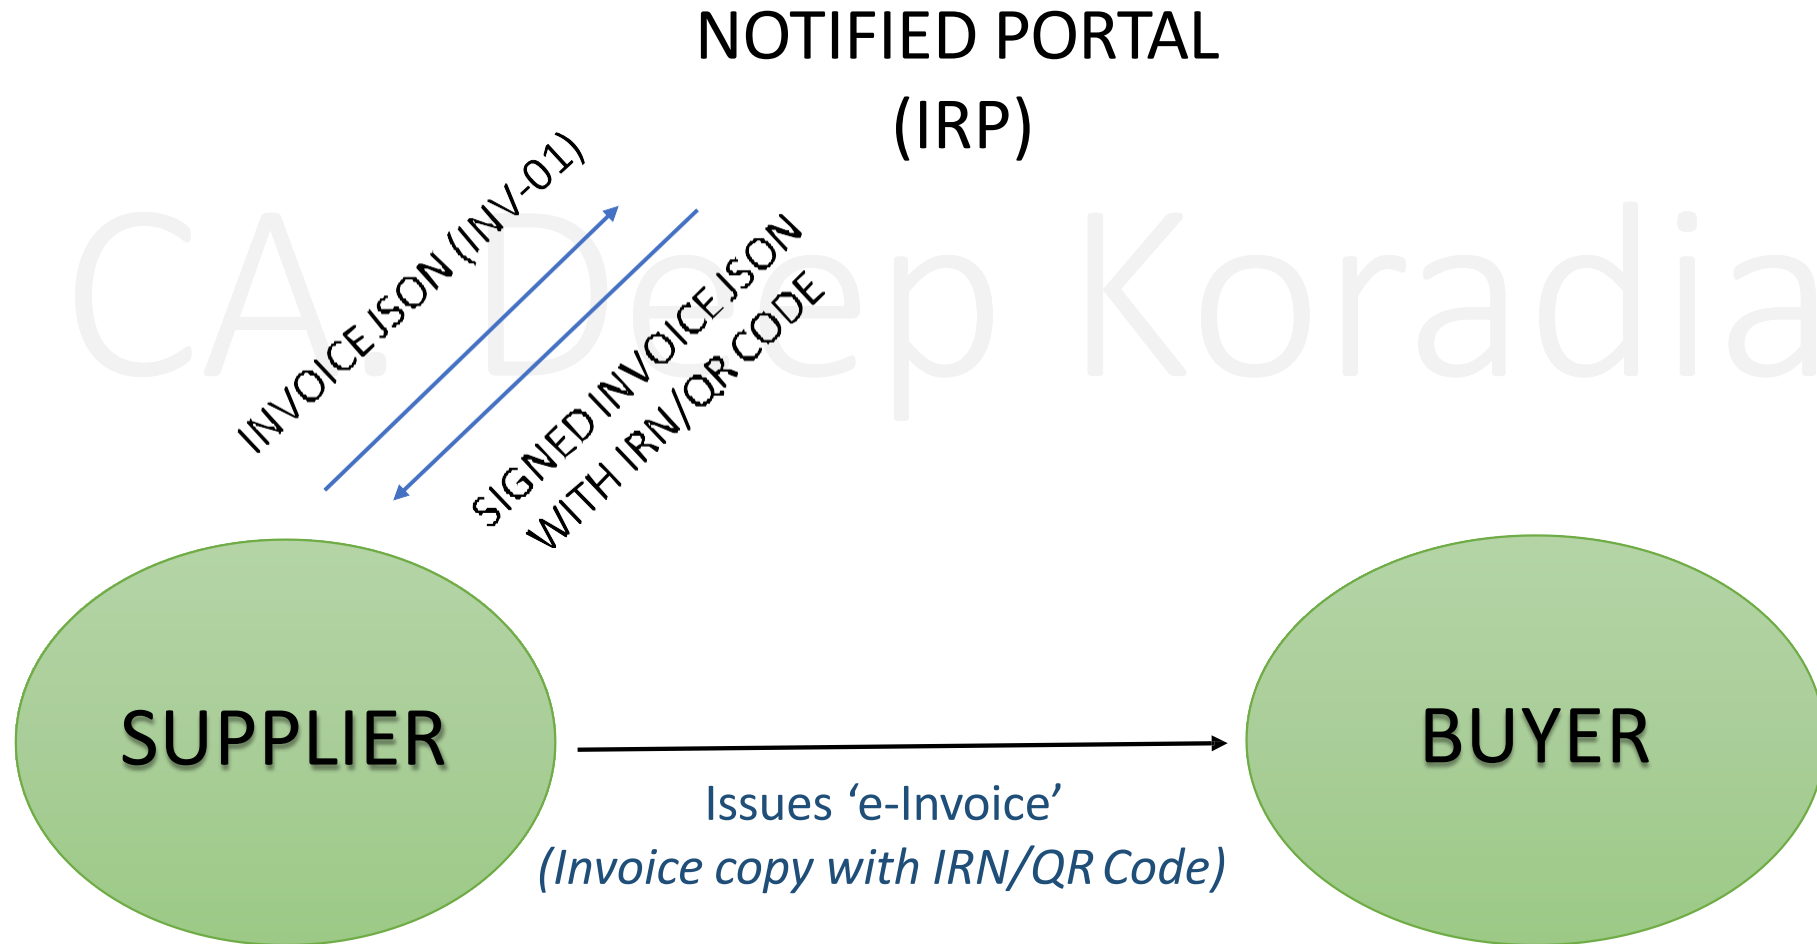 NOTIFIED PORTAL
(IRP)
INVOICE JSON (INV-01)
SIGNED INVOICE JSON
WITH IRN/QR CODE
CA. Deep Koradia
SUPPLIER
BUYER
Issues ‘e-Invoice’
(Invoice copy with IRN/QR Code)